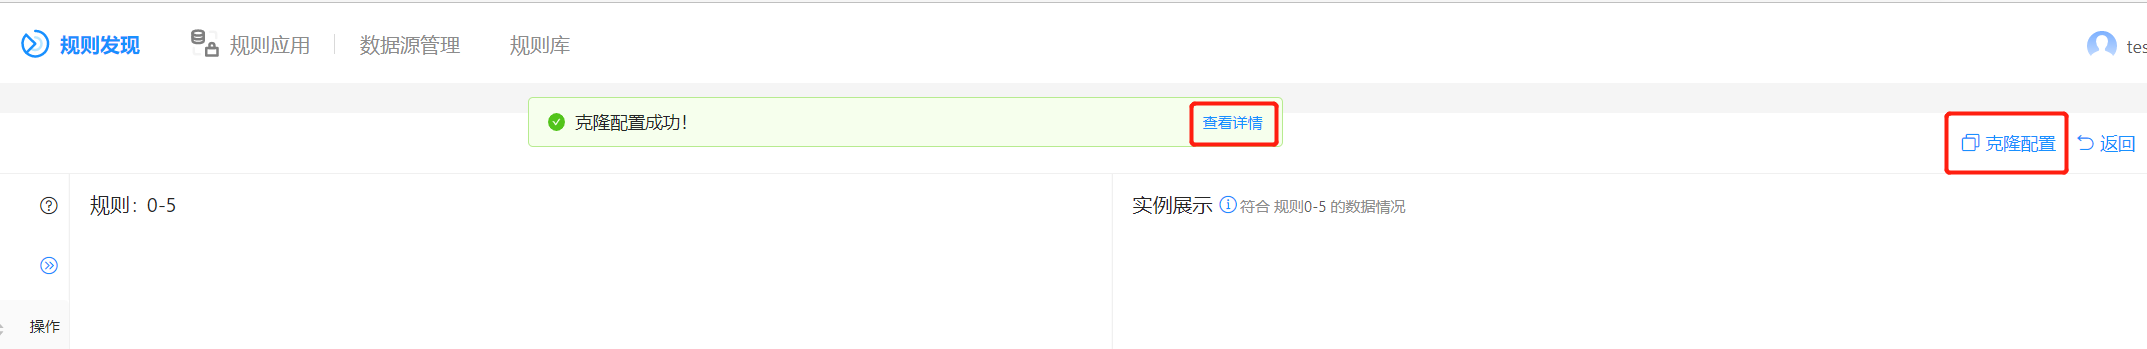 规则发现 规则应用 数据源管理 规则库 tes
克隆配置成功! 查看详情
克隆配置 返回
规则: 0-5 实例展示 符合 规则0-5 的数据情况
操作